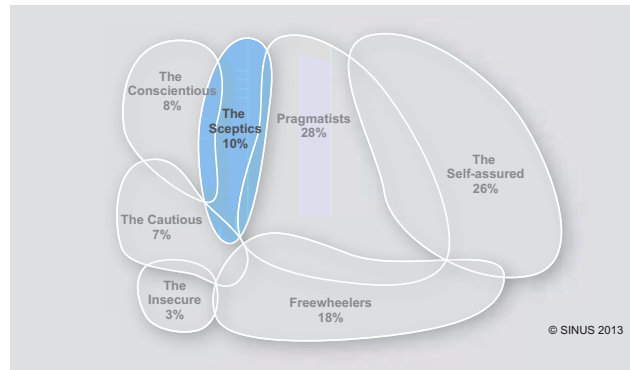 The
Conscientious
8%
The
Sceptics
10%
Pragmatists
28%
The
Self-assured
26%
The Cautious
7%
The
Insecure
3%
Freewheelers
18%
© SINUS 2013